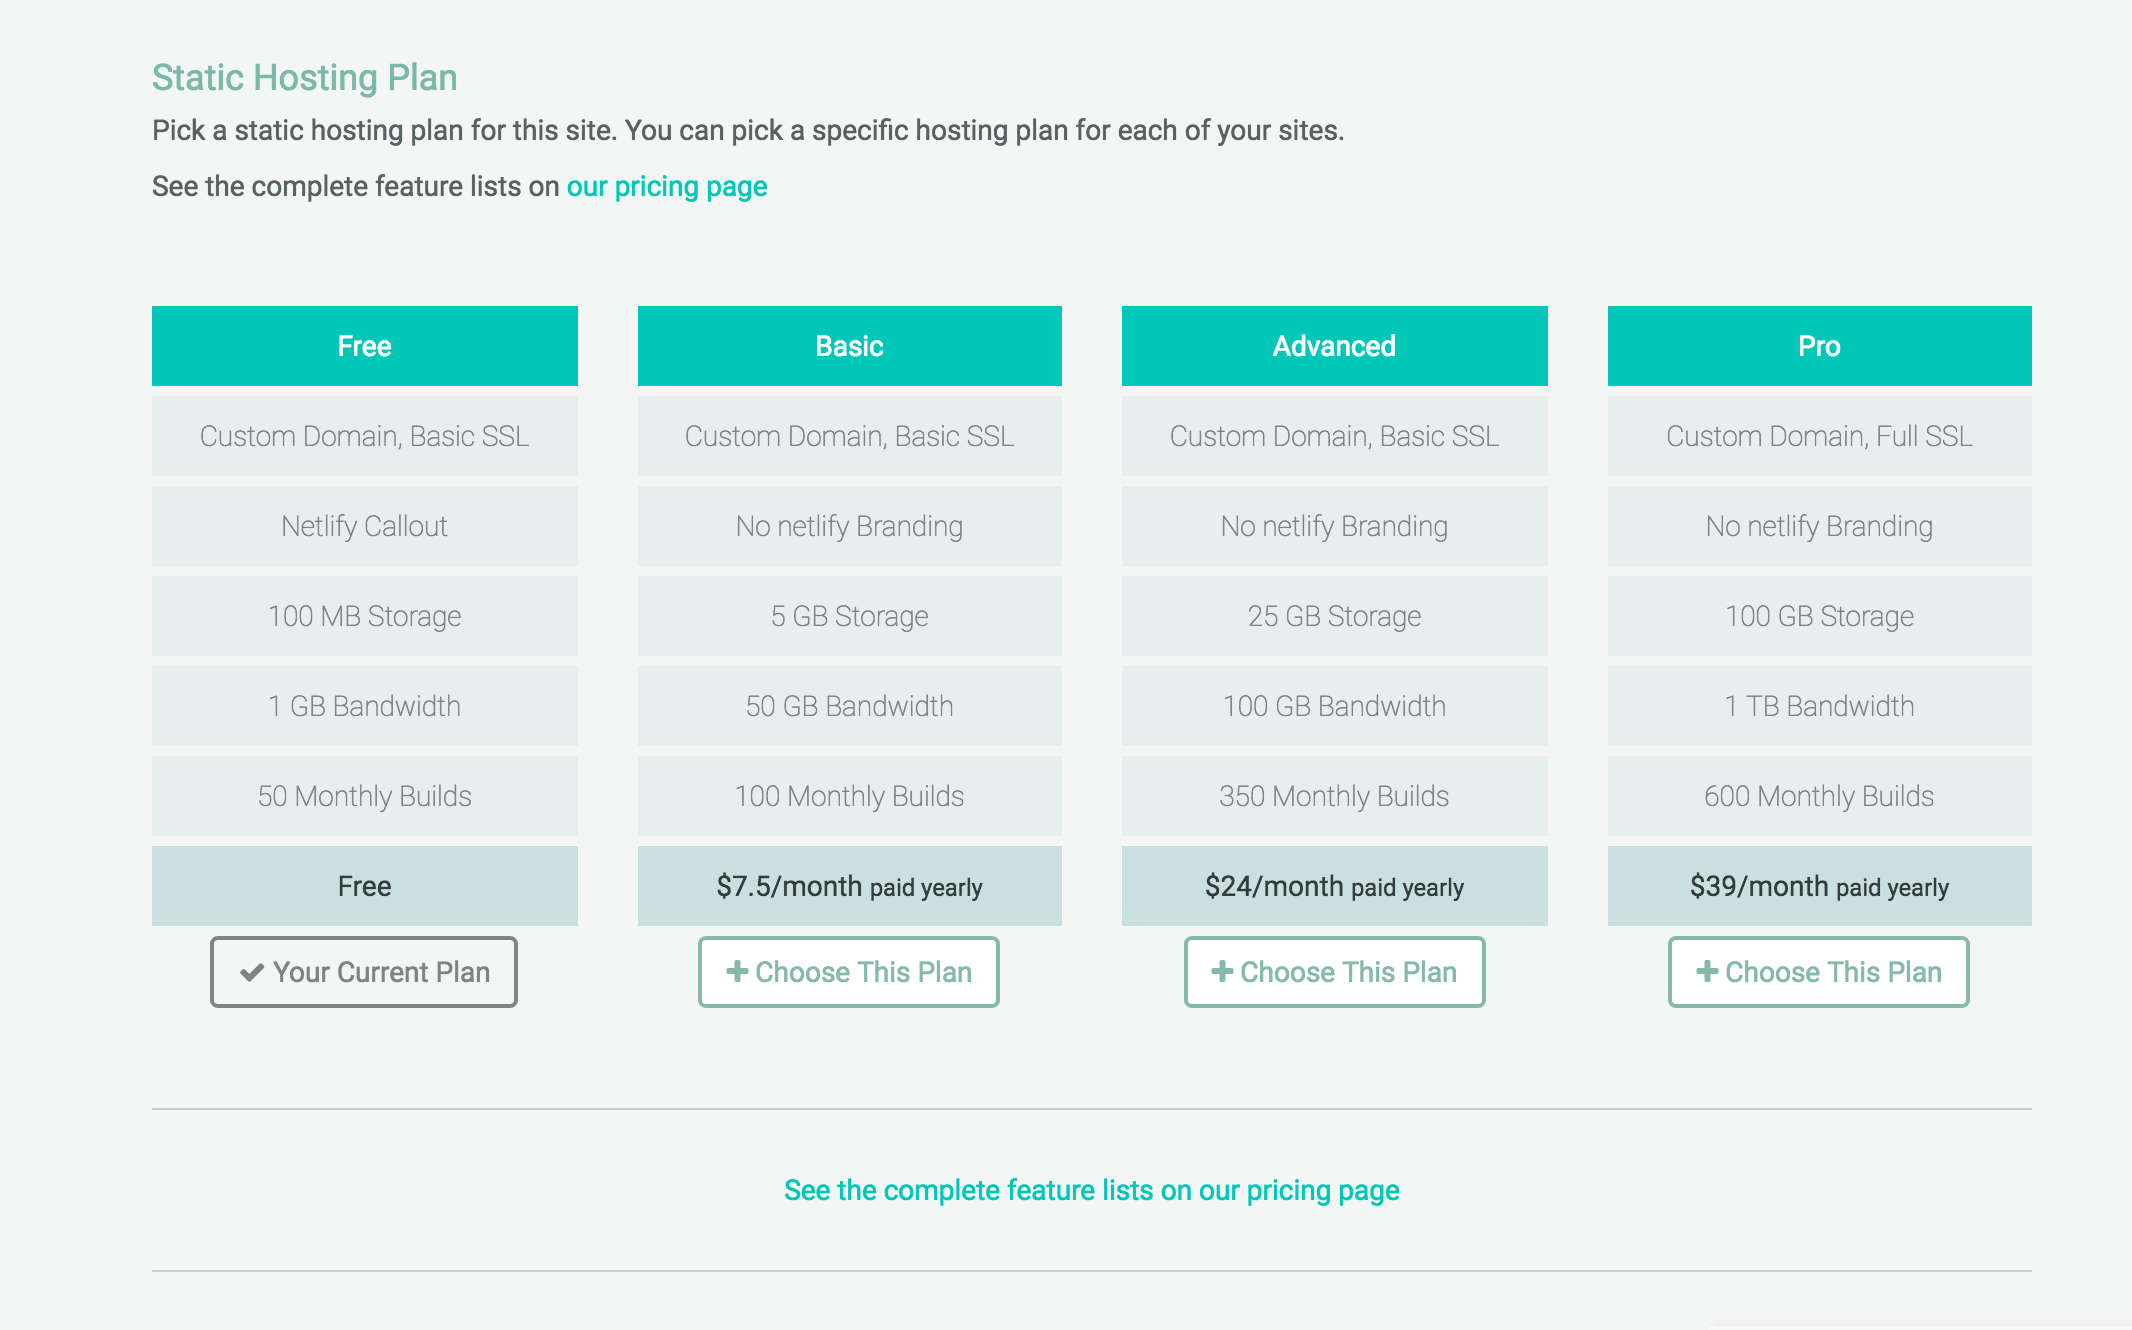 Static Hosting Plan
Pick a static hosting plan for this site. You can pick a specific hosting plan for each of your sites.
See the complete feature lists on our pricing page
Free
Custom Domain, Basic SSL
Netlify Callout
100 MB Storage
1 GB Bandwidth
50 Monthly Builds
Free
Your Current Plan
Basic
Custom Domain, Basic SSL
No netlify Branding
5 GB Storage
50 GB Bandwidth
100 Monthly Builds
$7.5/month paid yearly
Choose This Plan
Advanced
Custom Domain, Basic SSL
No netlify Branding
25 GB Storage
100 GB Bandwidth
350 Monthly Builds
$24/month paid yearly
Choose This Plan
Pro
Custom Domain, Full SSL
No netlify Branding
100 GB Storage
1 TB Bandwidth
600 Monthly Builds
$39/month paid yearly
Choose This Plan
See the complete feature lists on our pricing page